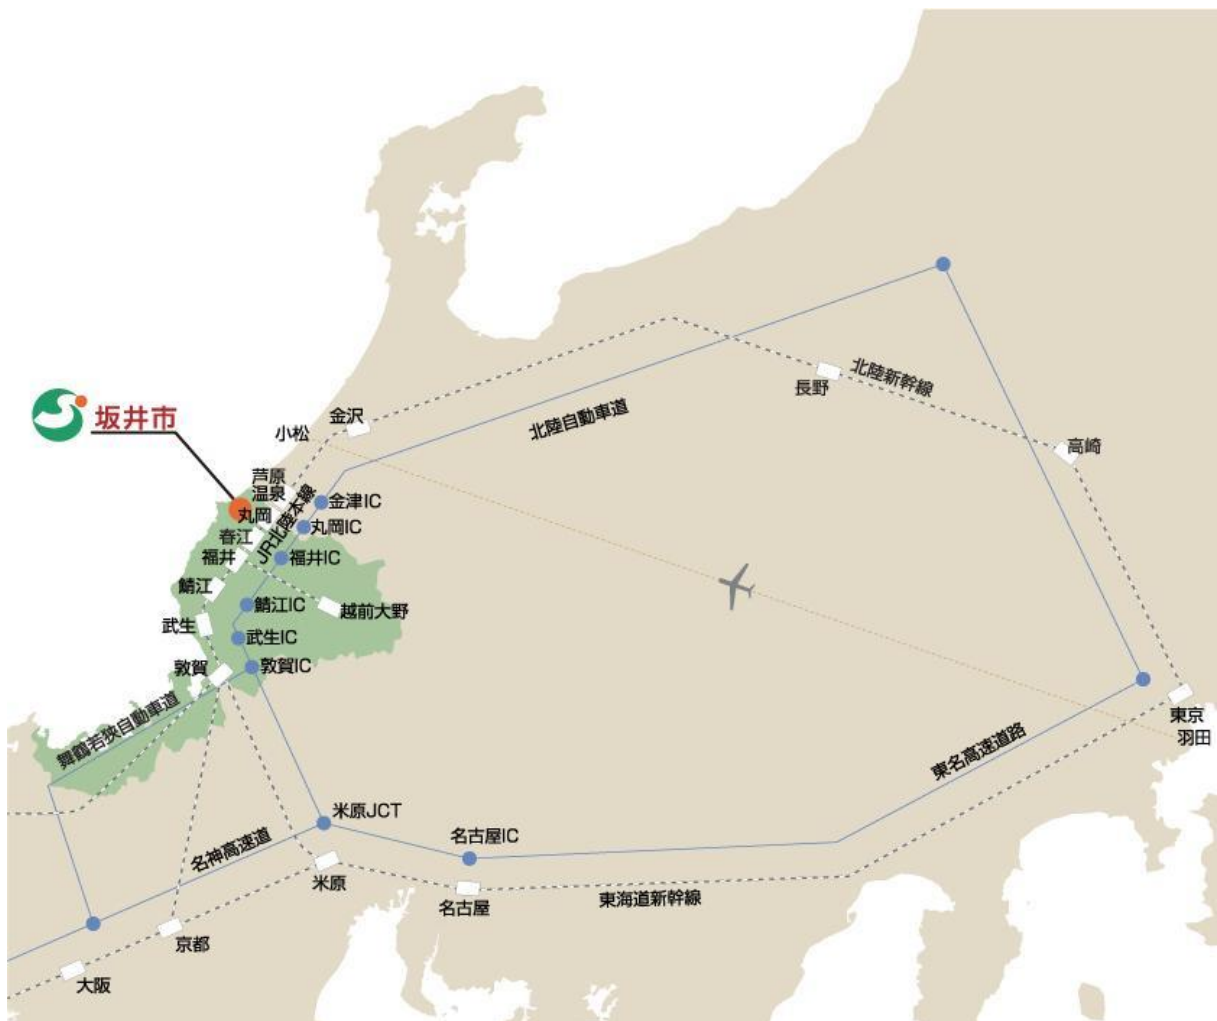 長野
北陸新幹線
金沢
坂井市
小松
北陸自動車道
高崎
芦原
温泉
丸岡
春江
福井
鯖江
武生
敦賀
JR北陸本線
金津IC
丸岡IC
福井IC
鯖江IC
越前大野
武生IC
敦賀IC
舞鶴若狭自動車道
東京
羽田
東名高速道路
米原JCT
名古屋IC
名神高速道
米原
名古屋
東海道新幹線
京都
大阪